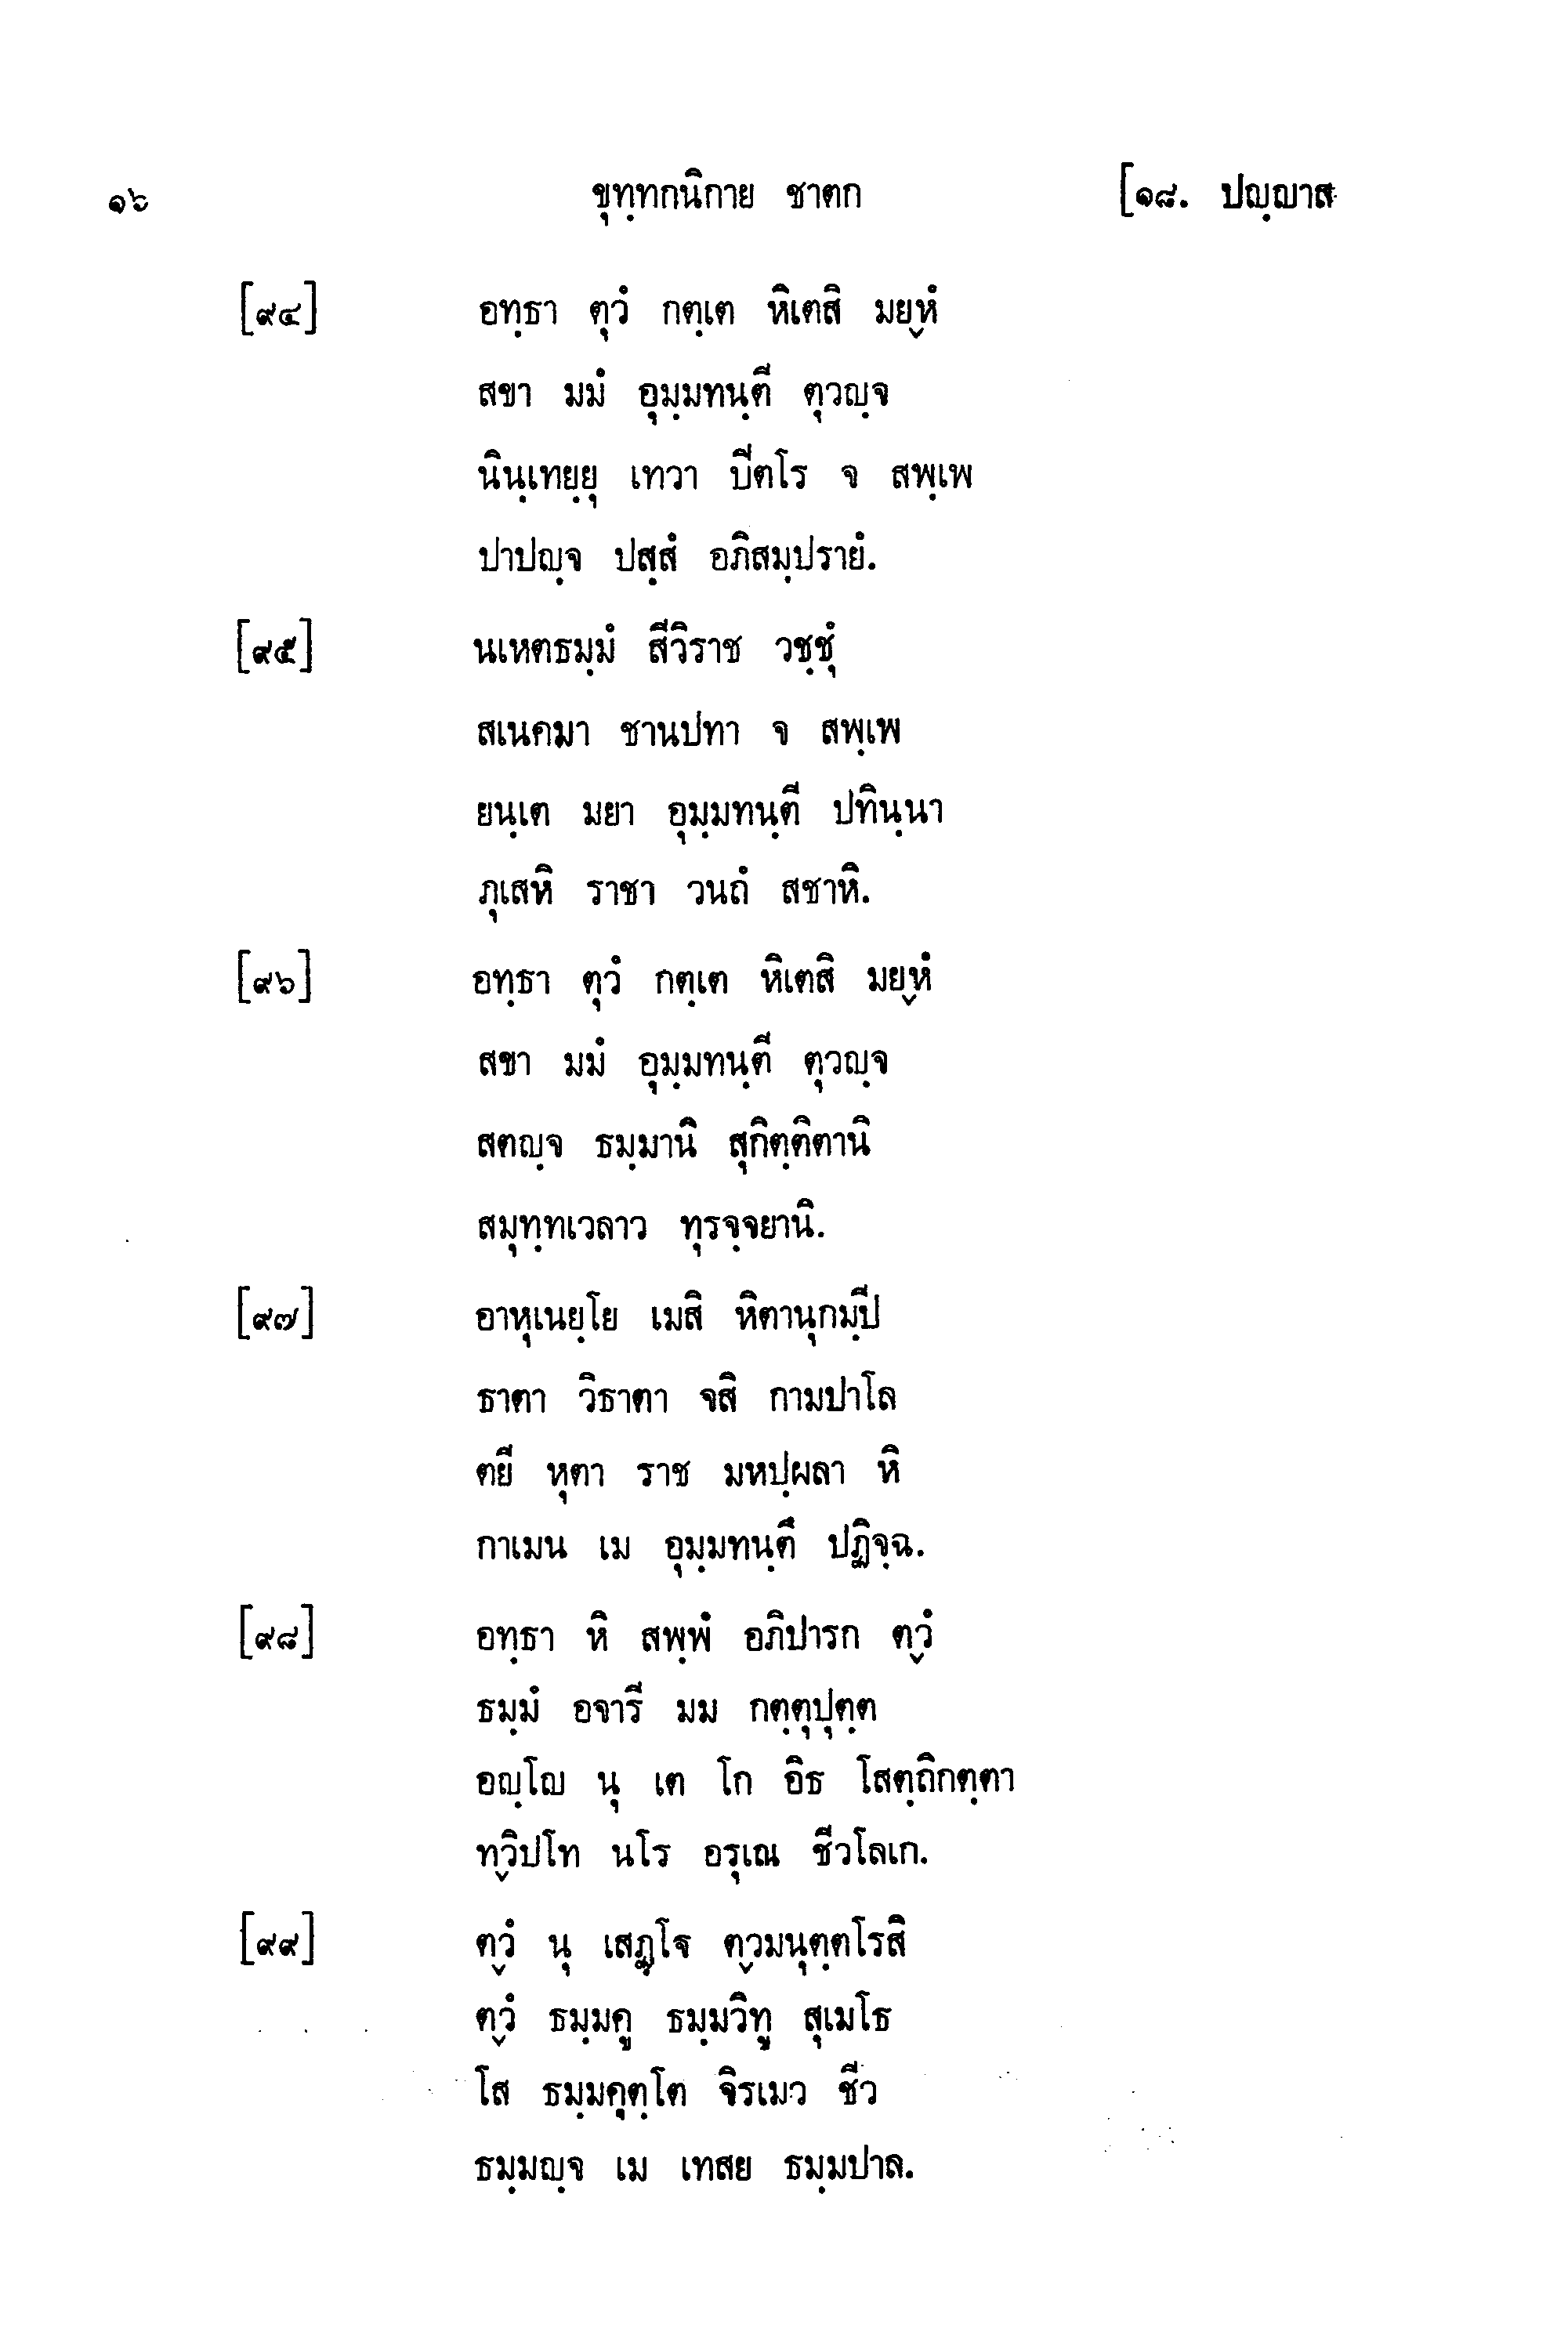 ๑๖ ขุทฺทกนิกาย ชาตก [๑๘. ปญฺญาส
[๙๔] อทฺธา ตุวํ กตฺเต หิเตสิ มยฺหํ
สขา มมํ อุมฺมทนฺตี ตุวญฺจ
นินฺเทยฺยุ เทวา ปิตโร จ สพฺเพ
ปาปญฺจ ปสฺสํ อภิสมฺปรายํ.
[๙๕] นเหตธมฺมํ สีวิราช วชฺชุํ
สเนคมา ชานปทา จ สพฺเพ
ยนฺเต มยา อุมฺมทนฺตี ปทินฺนา
ภุเสหิ ราชา วนถํ สชาหิ.
[๙๖] อทฺธา ตุวํ กตฺเต หิเตสิ มยฺหํ
สขา มมํ อุมฺมทนฺตี ตุวญฺจ
สตญฺจ ธมฺมานิ สุกิตฺติตานิ
สมุทฺทเวลาว ทุรจฺจยานิ.
[๙๗] อาหุเนยฺโย เมสิ หิตานุกมฺปี
ธาตา วิธาตา จสิ กามปาโล
ตยี หุตา ราช มหปฺผลา หิ
กาเมน เม อุมฺมทนฺตึ ปฏิจฺฉ.
[๙๘] อทฺธา หิ สพฺพํ อภิปารก ตฺวํ
ธมฺมํ อจารี มม กตฺตุปุตฺต
อญฺโญ นุ เต โก อิธ โสตฺถิกตฺตา
ทฺวิปโท นโร อรุเณ ชีวโลเก.
[๙๙] ตฺวํ นุ เสฏฺโฐ ตฺวมนุตฺตโรสิ
ตฺวํ ธมฺมคู ธมฺมวิทู สุเมโธ
โส ธมฺมคุตฺโต จิรเมว ชีว
ธมฺมญฺจ เม เทสย ธมฺมปาล.